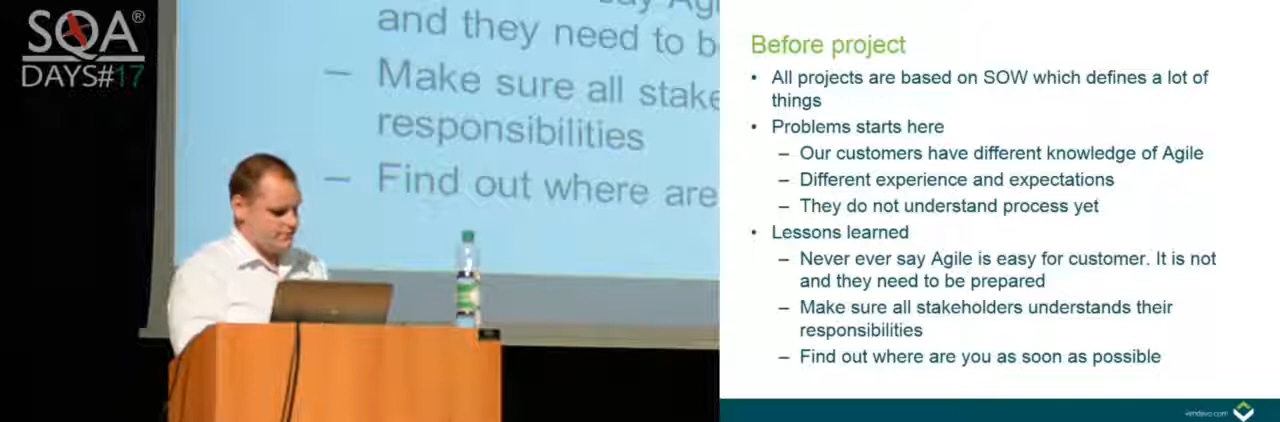 SQA®
DAYS#17
and they need to b
– Make sure all stake
responsibilities
– Find out where are
Before project
• All projects are based on SOW which defines a lot of
things
• Problems starts here
– Our customers have different knowledge of Agile
– Different experience and expectations
– They do not understand process yet
• Lessons learned
– Never ever say Agile is easy for customer. It is not
and they need to be prepared
– Make sure all stakeholders understands their
responsibilities
– Find out where are you as soon as possible